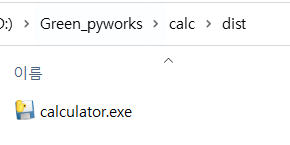 :) > Green_pyworks > calc > dist
이름
calculator.exe